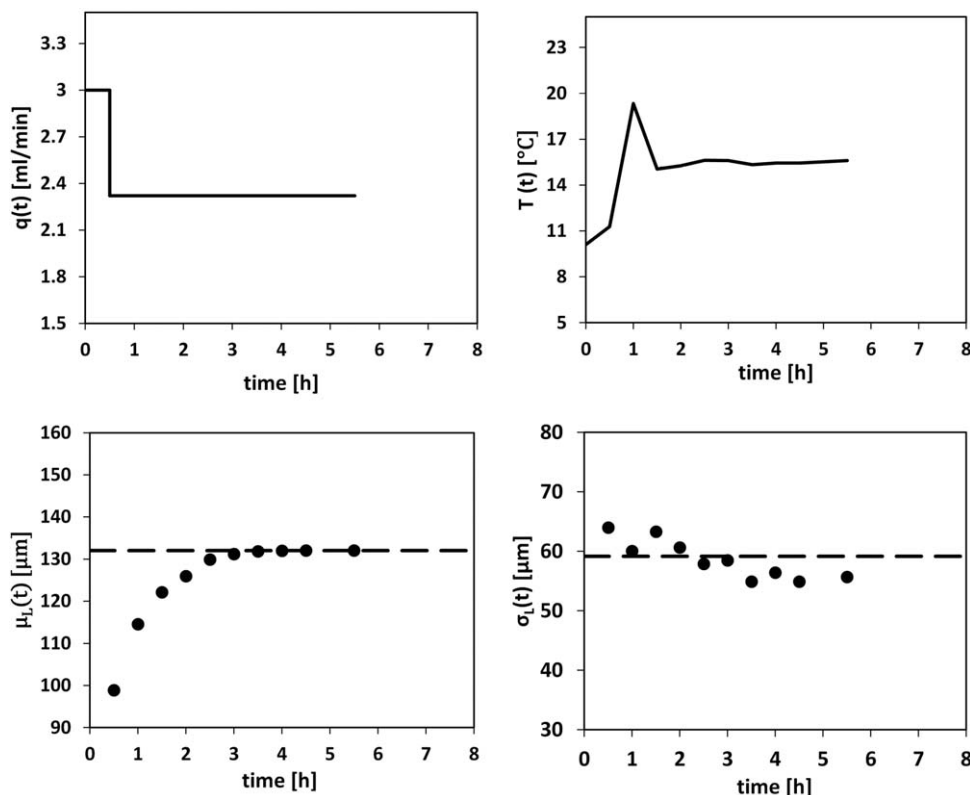 q(t) [ml/min]
3.3
3
2.7
2.4
2.1
1.8
1.5
0 1 2 3 4 5 6 7 8
time [h]
T (t) [°C]
23
20
17
14
11
8
5
0 1 2 3 4 5 6 7 8
time [h]
μL(t) [μm]
160
150
140
130
120
110
100
90
0 1 2 3 4 5 6 7 8
time [h]
σL(t) [μm]
80
70
60
50
40
30
0 1 2 3 4 5 6 7 8
time [h]